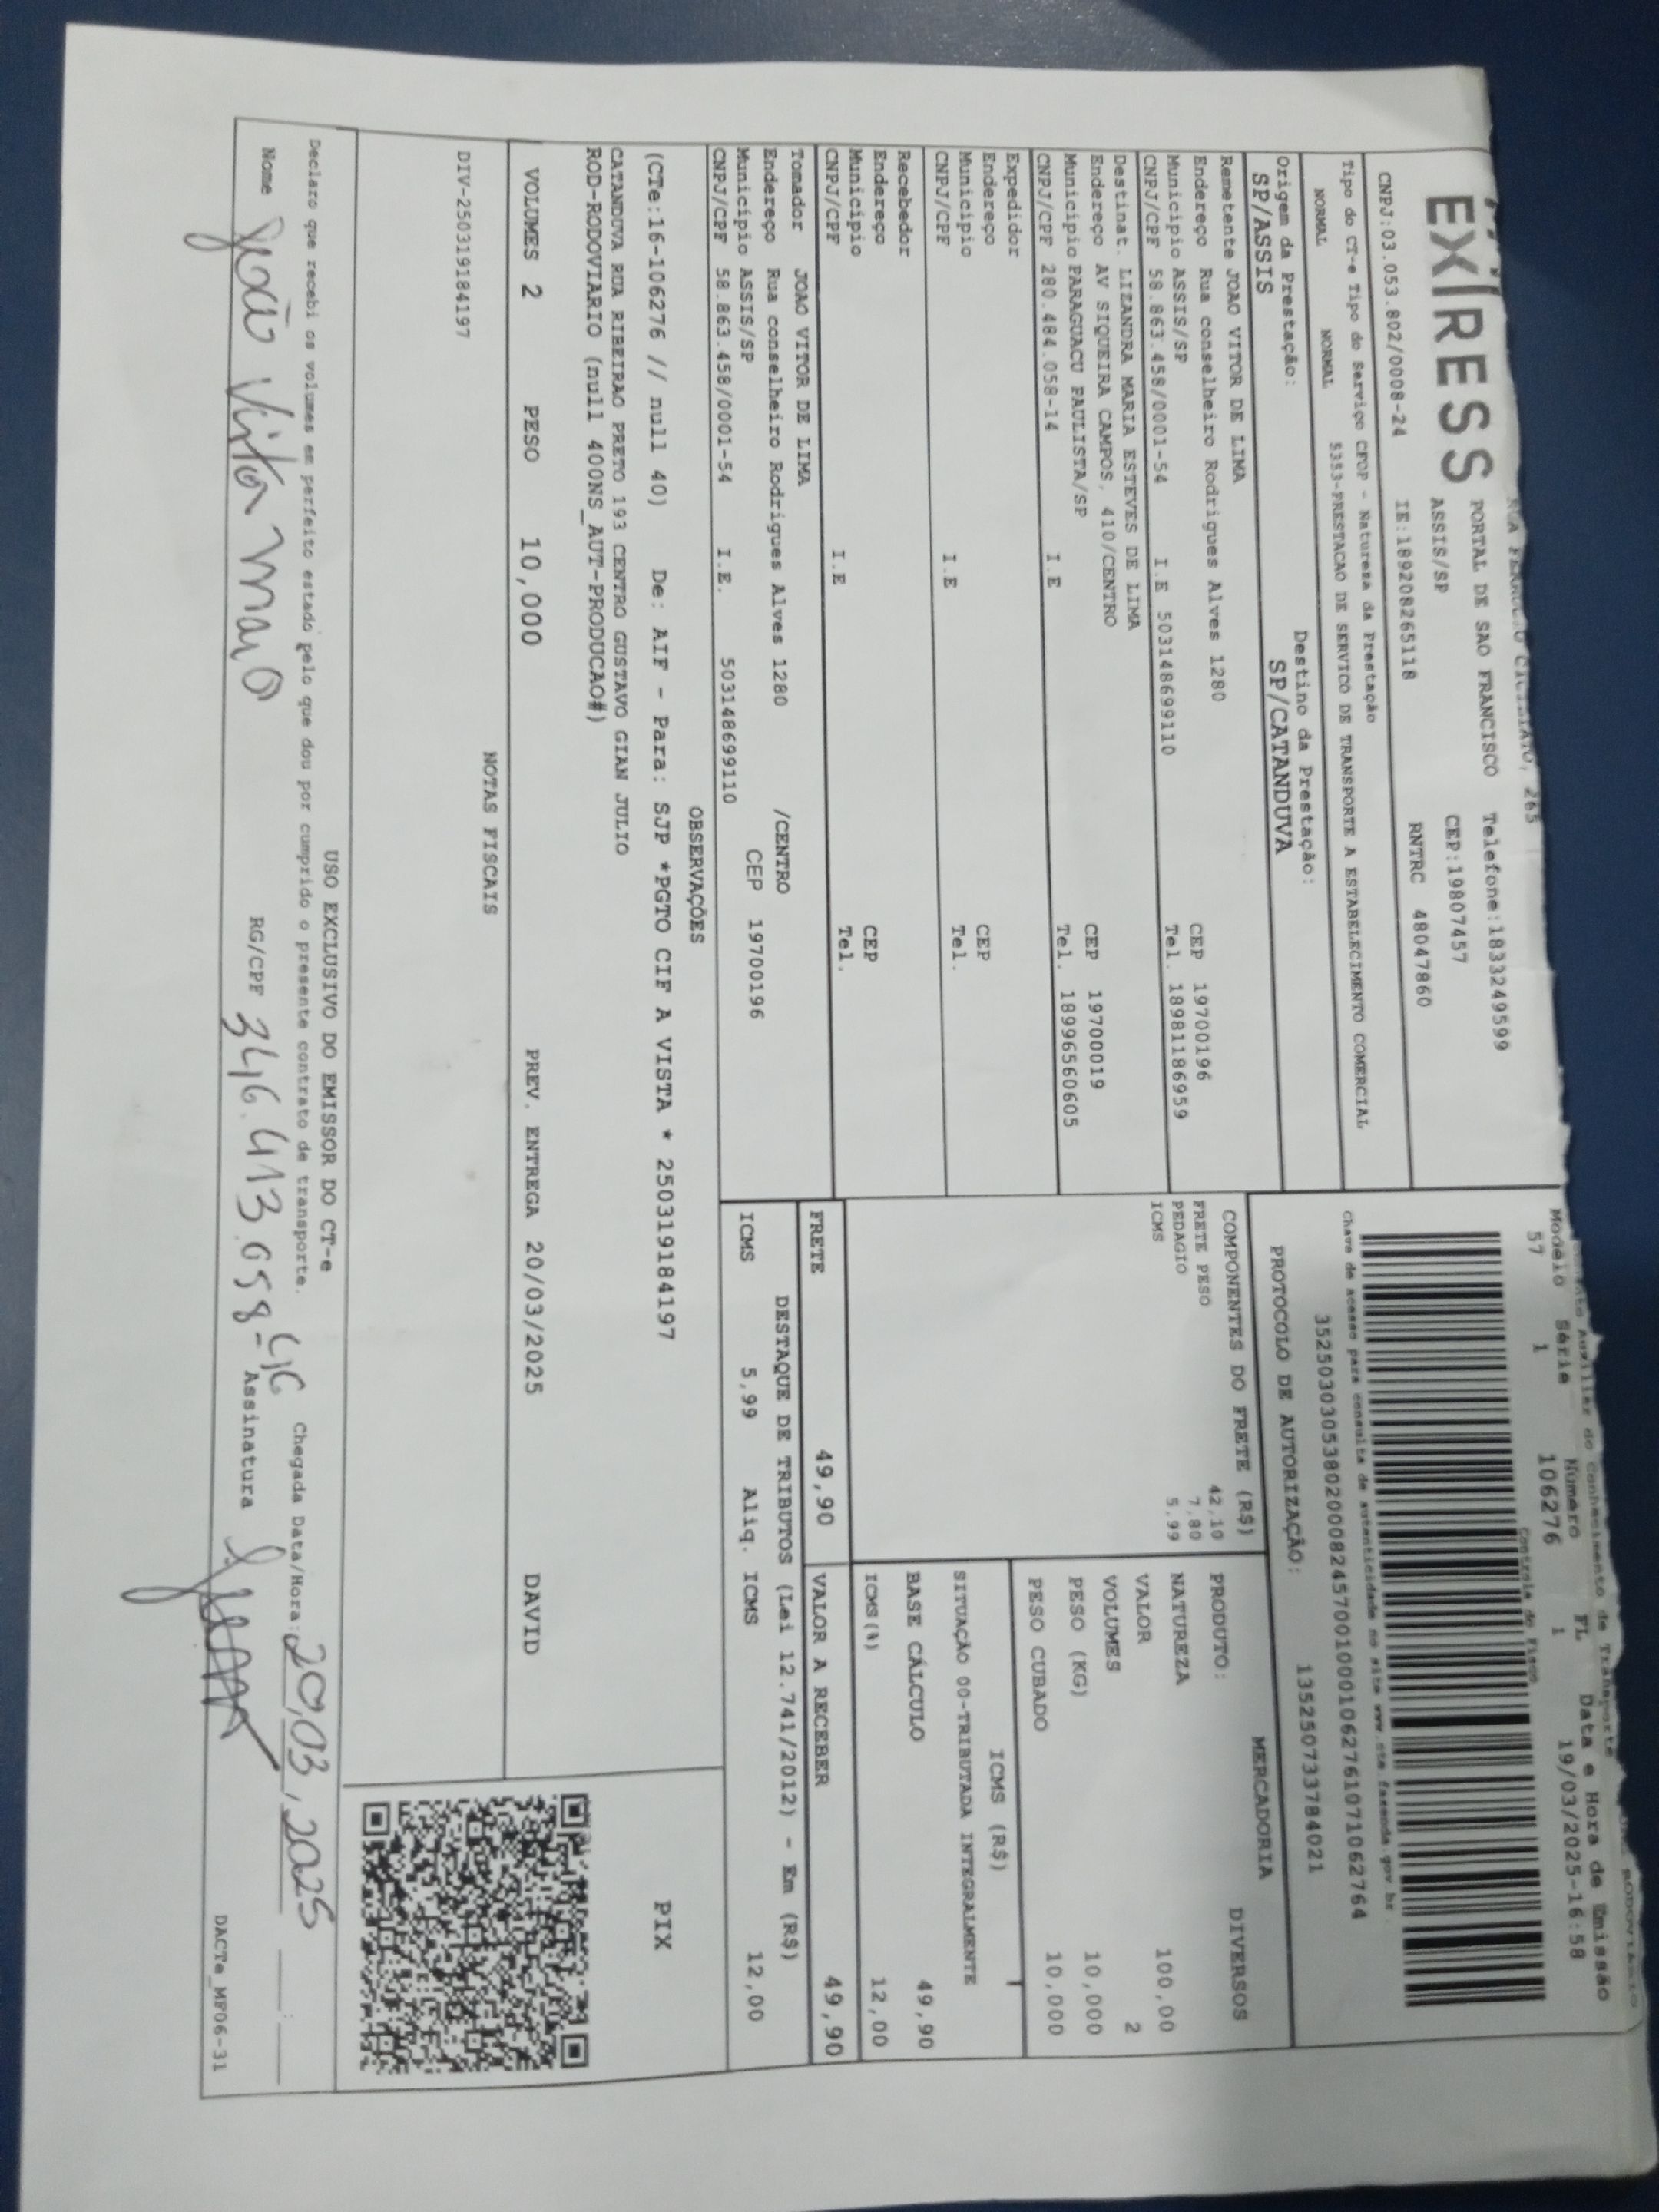 EXPRESS
265
PORTAL DE SAO FRANCISCO Telefone:1833249599
ASSIS/SP CEP:19807457
CNPJ:03.053.802/0008-24 IE:189208265118 RNTRC 48047860
Tipo do CT-e Tipo do Serviço CFOP - Natureza da Prestação
NORMAL NORMAL 5353-PRESTACAO DE SERVICO DE TRANSPORTE A ESTABELECIMENTO COMERCIAL
Origem da Prestação: Destino da Prestação:
SP/ASSIS SP/CATANDUVA
Modelo Série Número FL Data e Hora de Emissão
57 1 106276 1 19/03/2025-16:58
Controle do Fisco
Chave de acesso para consulta de autenticidade no site www.cte.fazenda.gov.br.
PROTOCOLO DE AUTORIZAÇÃO: 135250733784021
Remetente JOAO VITOR DE LIMA
Endereço Rua conselheiro Rodrigues Alves 1280 CEP 19700196
Municipio ASSIS/SP Tel. 18981186959
CNPJ/CPF 58.863.458/0001-54 I.E 503148699110
Destinat. LIZANDRA MARIA ESTEVES DE LIMA
Endereço AV SIQUEIRA CAMPOS, 410/CENTRO CEP 19700019
Municipio PARAGUACU PAULISTA/SP Tel. 18996560605
CNPJ/CPF 280.484.058-14 I.E
Expedidor
Endereço CEP
Municipio Tel.
CNPJ/CPF I.E
Recebedor
Endereço CEP
Municipio Tel.
CNPJ/CPF I.E
Tomador JOAO VITOR DE LIMA
Endereço Rua conselheiro Rodrigues Alves 1280 /CENTRO
Municipio ASSIS/SP CEP 19700196
CNPJ/CPF 58.863.458/0001-54 I.E. 503148699110
COMPONENTES DO FRETE (R$)
FRETE PESO 42,10
PEDAGIO 7,80
ICMS 5,99
MERCADORIA
PRODUTO: DIVERSOS
NATUREZA
VALOR 100,00
VOLUMES 2
PESO (KG) 10,000
PESO CUBADO 10,000
ICMS (R$)
SITUAÇÃO 00-TRIBUTADA INTEGRALMENTE
BASE CÁLCULO 49,90
ICMS(%) 12,00
FRETE 49,90 VALOR A RECEBER 49,90
DESTAQUE DE TRIBUTOS (Lei 12.741/2012) - Em (R$)
ICMS 5,99 Aliq. ICMS 12,00
OBSERVAÇÕES
(CTe:16-106276 // null 40) De: AIF - Para: SJP *PGTO CIF A VISTA * 250319184197
CATANDUVA RUA RIBEIRAO PRETO 193 CENTRO GUSTAVO GIAN JULIO
ROD-RODOVIARIO (null 400NS_AUT-PRODUCAO#)
PIX
VOLUMES 2 PESO 10,000 PREV. ENTREGA 20/03/2025 DAVID
NOTAS FISCAIS
DIV-250319184197
USO EXCLUSIVO DO EMISSOR DO CT-e
Declaro que recebi os volumes em perfeito estado pelo que dou por cumprido o presente contrato de transporte. Chegada Data/Hora: 20/03/2025 __:__
Nome João Vitor RG/CPF Assinatura
DACTe_MF06-31